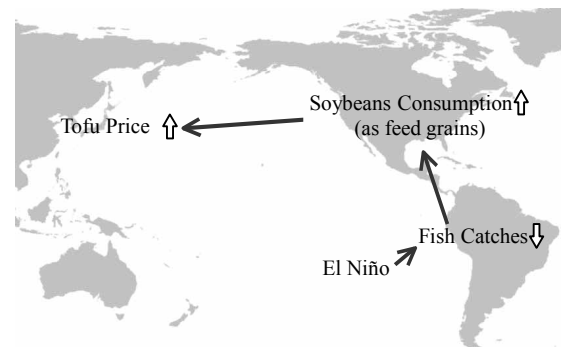 Soybeans Consumption
(as feed grains)
Tofu Price
Fish Catches
El Niño